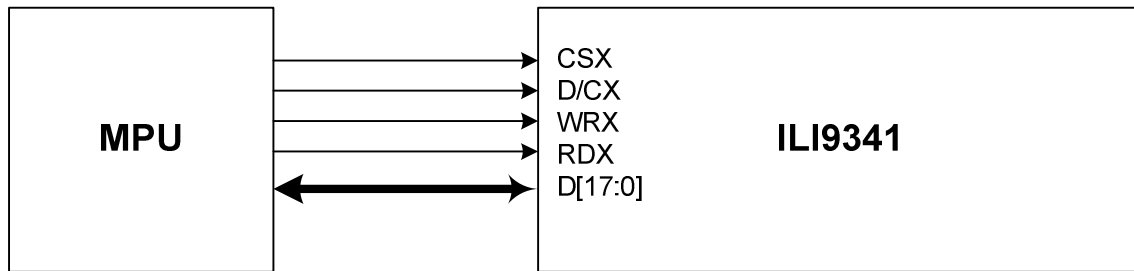 MPU
CSX
D/CX
WRX
RDX
D[17:0]
ILI9341